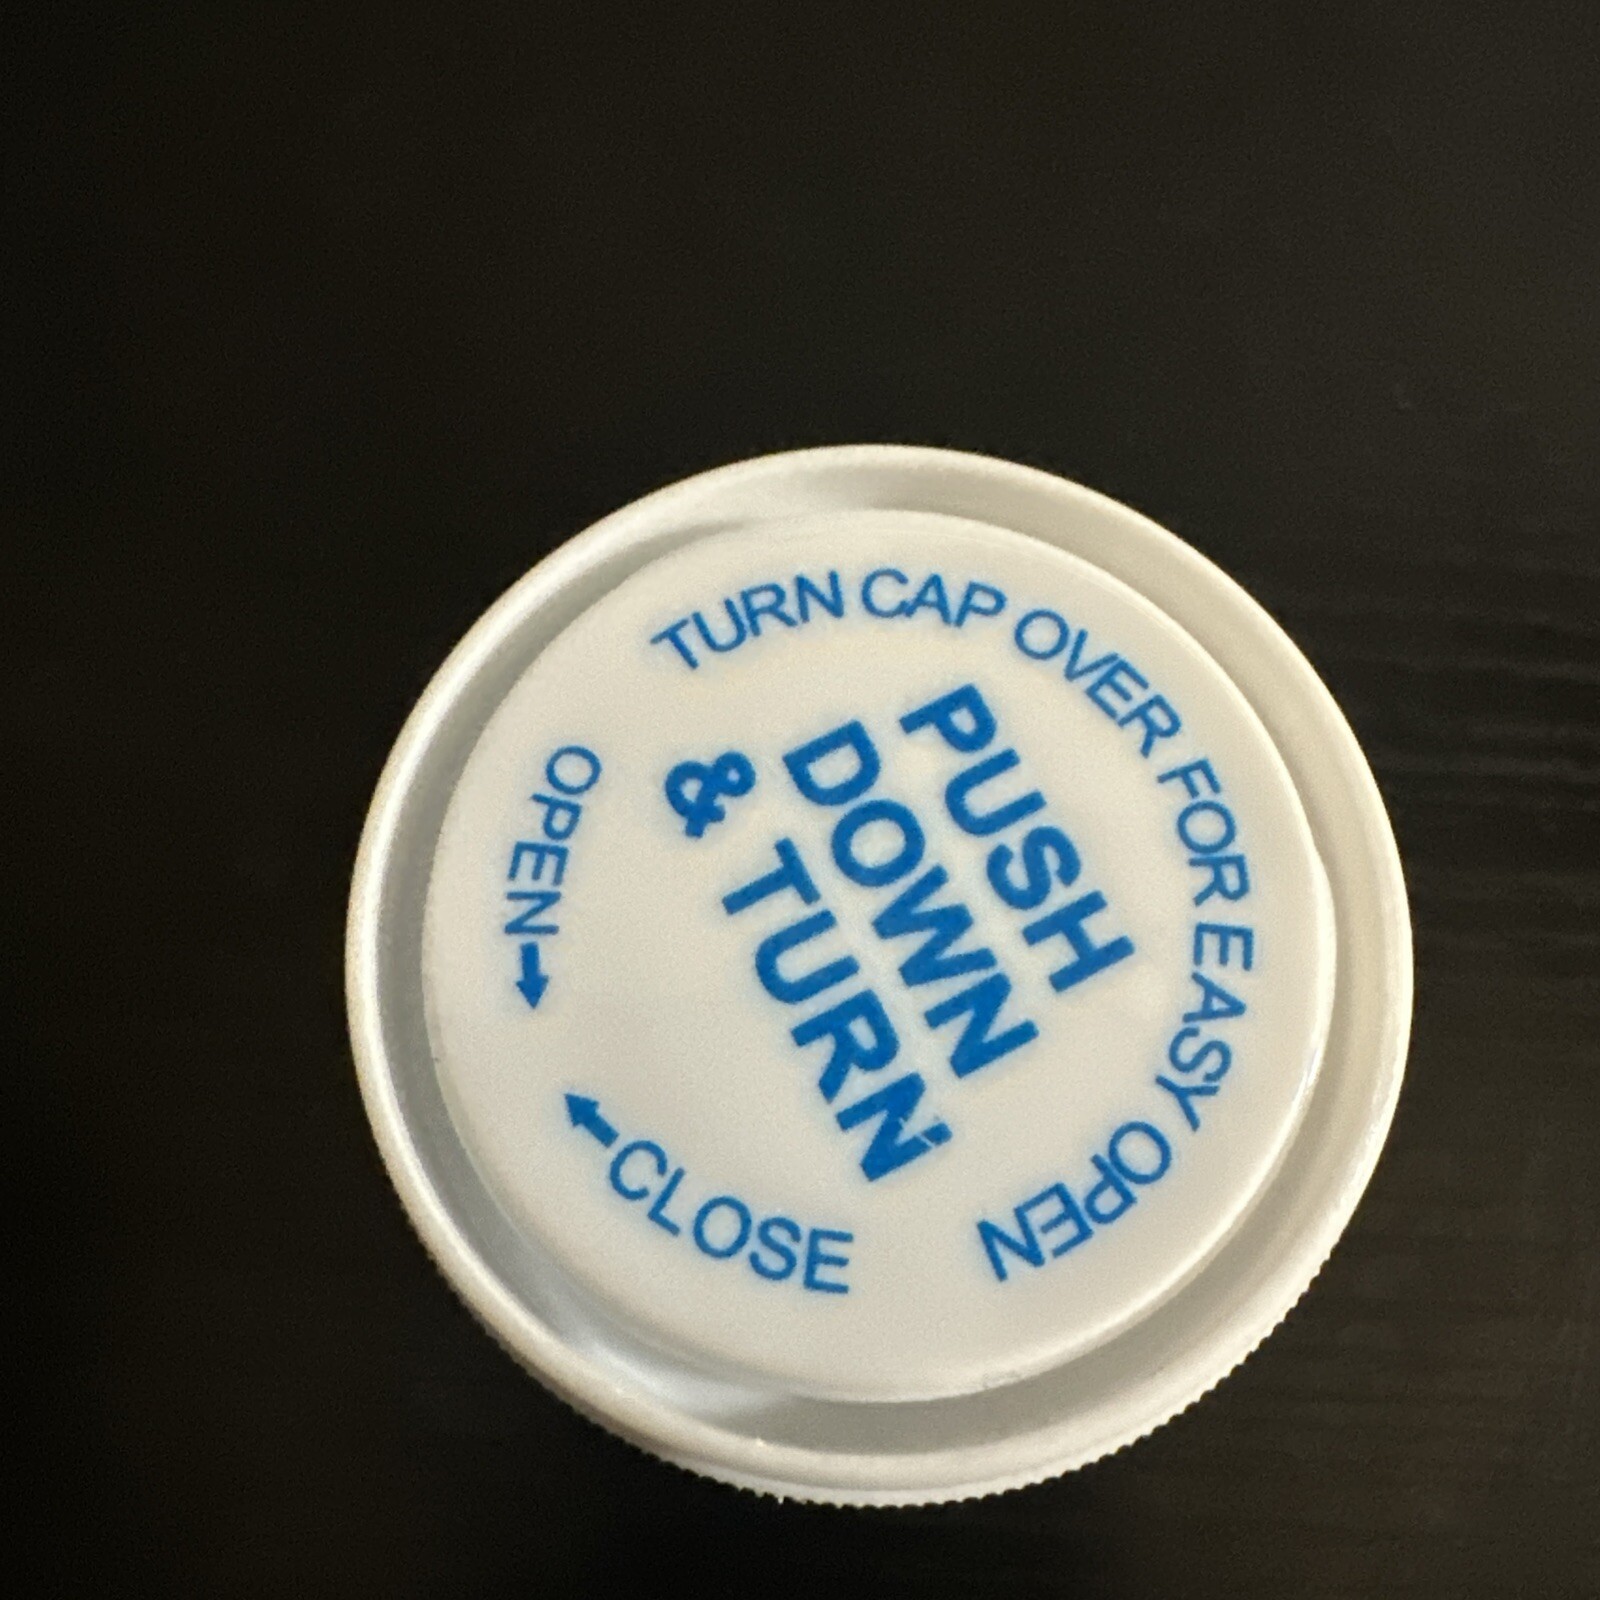 TURN CAP OVER FOR EASY OPEN
PUSH
DOWN
& TURN
OPEN→
←CLOSE